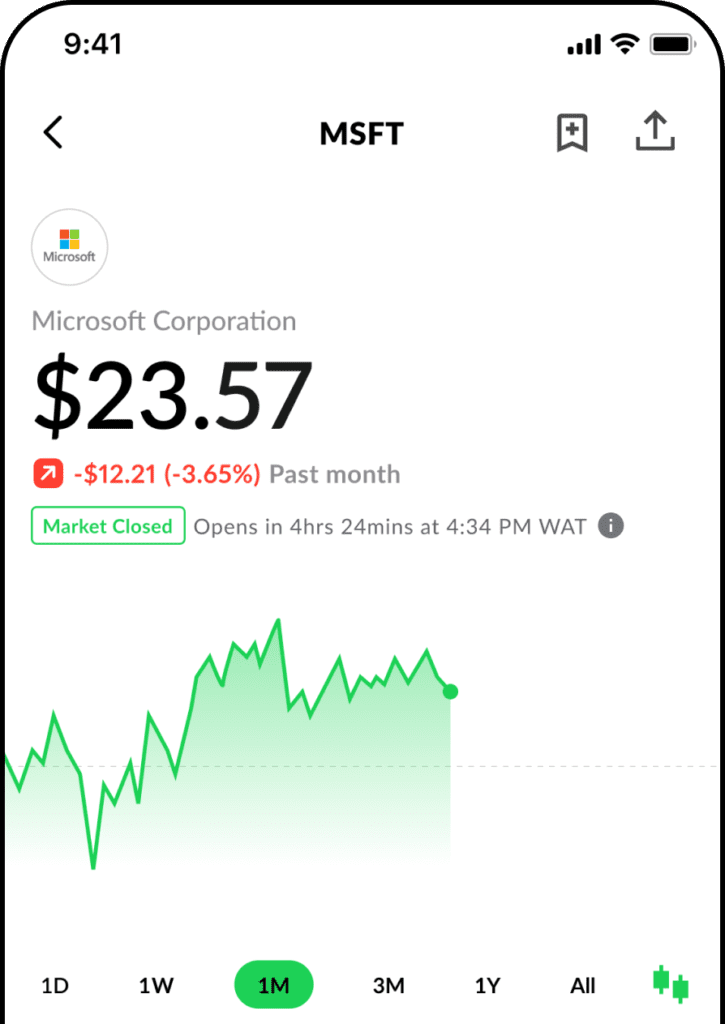 9:41
MSFT
Microsoft
Microsoft Corporation
$23.57
-$12.21 (-3.65%) Past month
Market Closed Opens in 4hrs 24mins at 4:34 PM WAT
1D 1W 1M 3M 1Y All